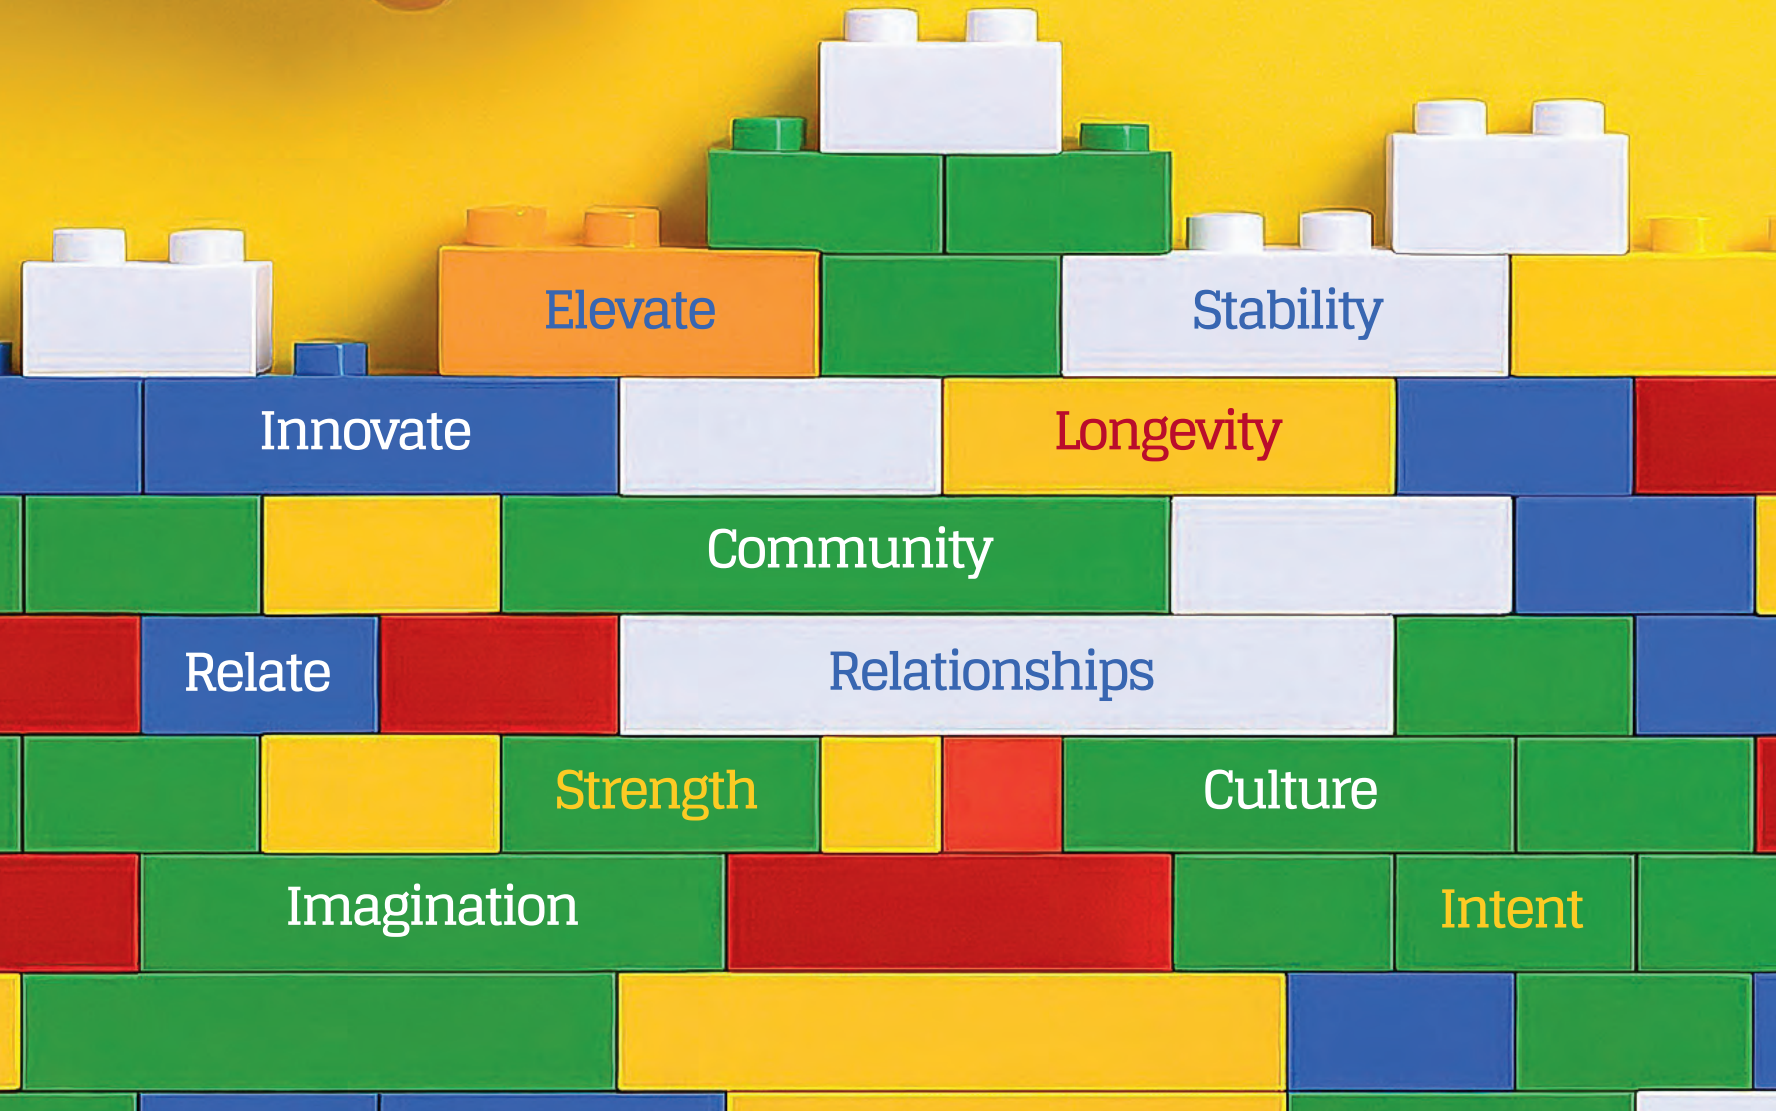 Elevate
Stability
Innovate
Longevity
Community
Relate
Relationships
Strength
Culture
Imagination
Intent